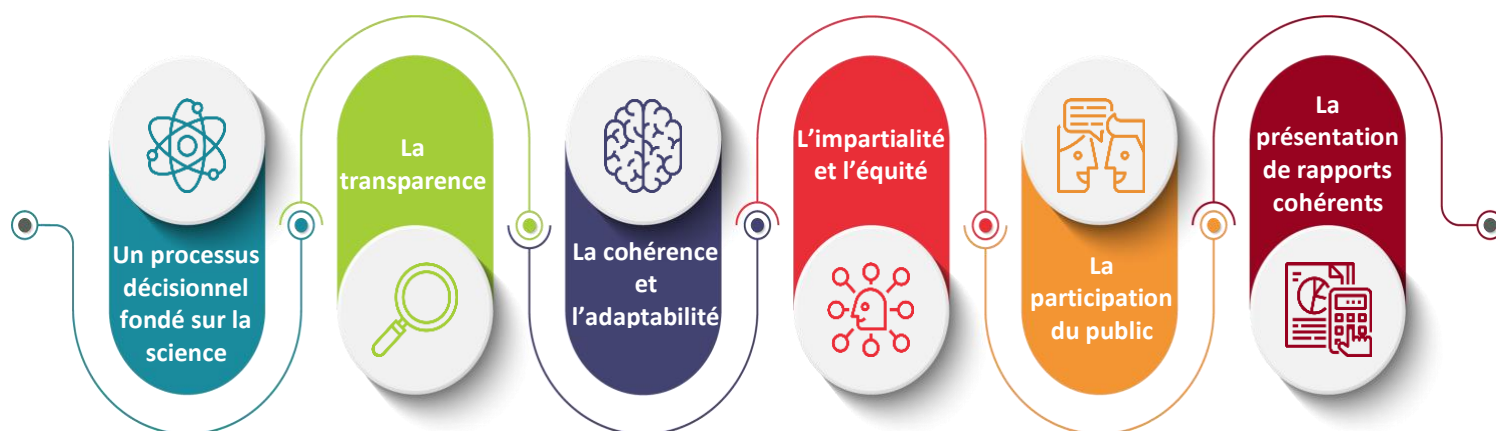 Un processus
décisionnel
fondé sur la
science
La
transparence
La cohérence
et
l'adaptabilité
L'impartialité
et l'équité
La
participation
du public
La
présentation
de rapports
cohérents